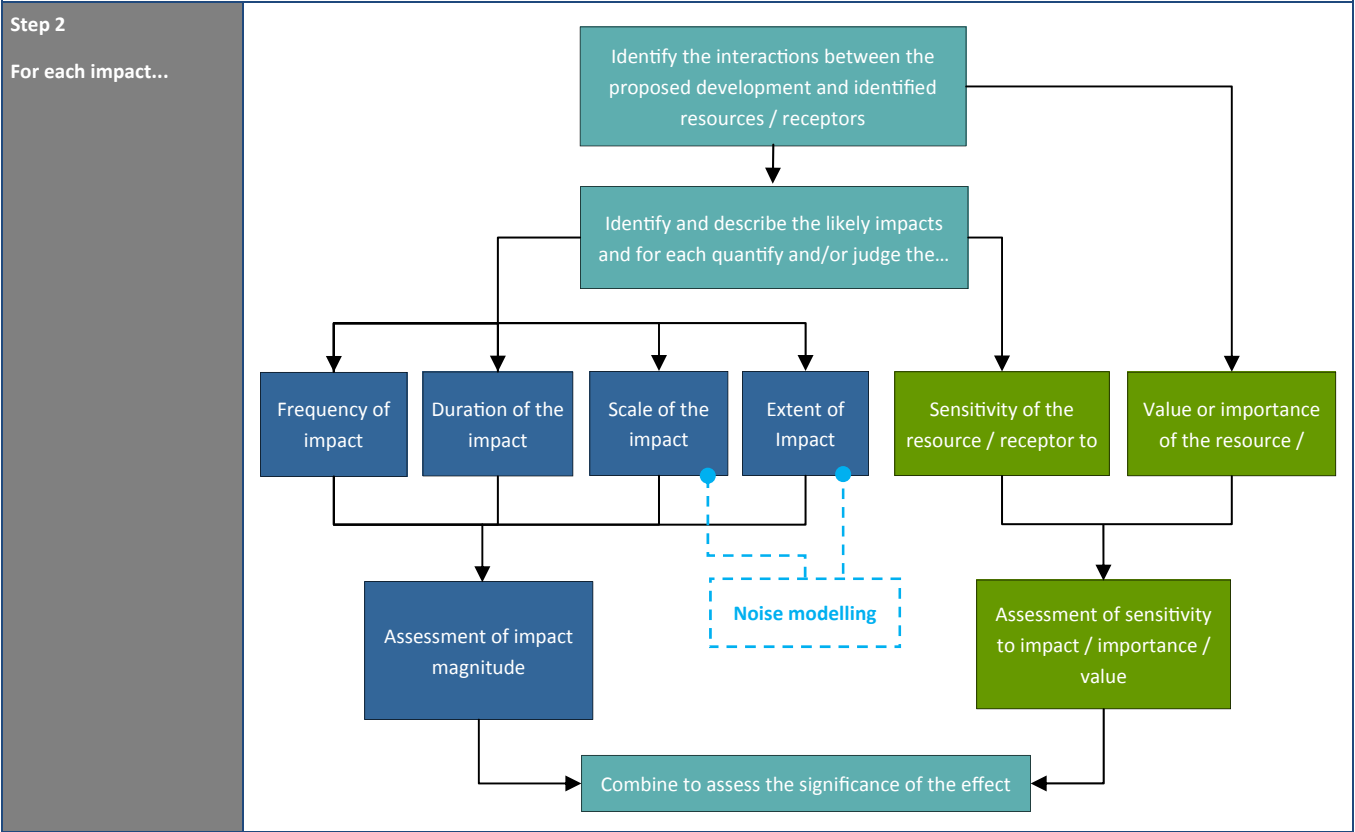 Step 2
For each impact...
Identify the interactions between the
proposed development and identified
resources / receptors
Identify and describe the likely impacts
and for each quantify and/or judge the…
Frequency of
impact
Duration of the
impact
Scale of the
impact
Extent of
Impact
Sensitivity of the
resource / receptor to
Value or importance
of the resource /
Noise modelling
Assessment of impact
magnitude
Assessment of sensitivity
to impact / importance /
value
Combine to assess the significance of the effect